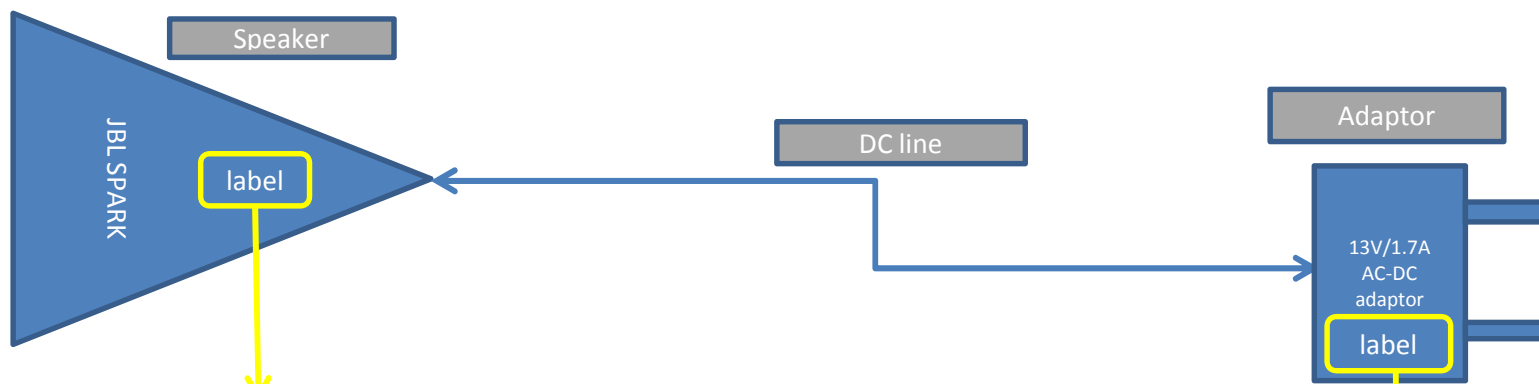 Speaker
Adaptor
DC line
JBL SPARK
label
13V/1.7A
AC-DC
adaptor
label